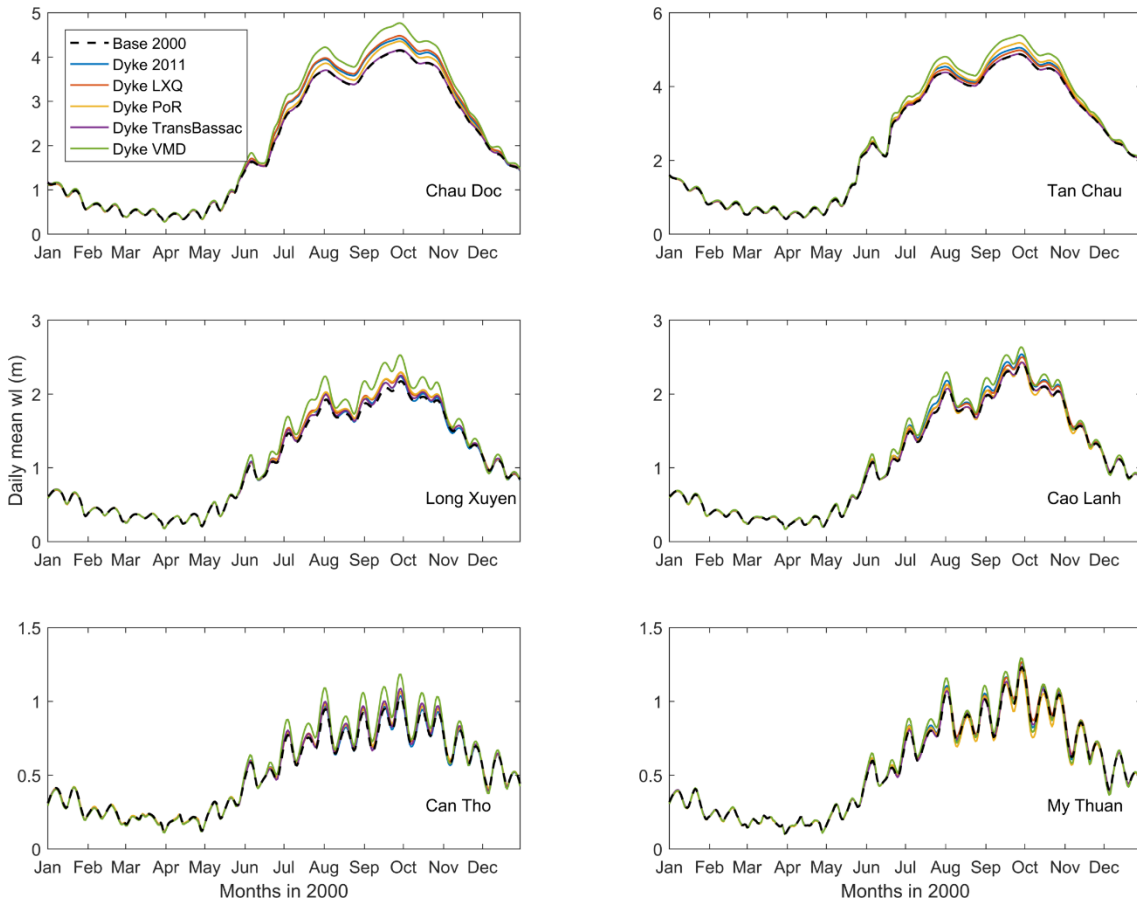 5
4
3
2
1
0
Base 2000
Dyke 2011
Dyke LXQ
Dyke PoR
Dyke TransBassac
Dyke VMD
Chau Doc
Jan Feb Mar Apr May Jun Jul Aug Sep Oct Nov Dec
6
4
2
0
Tan Chau
Jan Feb Mar Apr May Jun Jul Aug Sep Oct Nov Dec
Daily mean wl (m)
3
2
1
0
Long Xuyen
Jan Feb Mar Apr May Jun Jul Aug Sep Oct Nov Dec
3
2
1
0
Cao Lanh
Jan Feb Mar Apr May Jun Jul Aug Sep Oct Nov Dec
1.5
1
0.5
0
Can Tho
Jan Feb Mar Apr May Jun Jul Aug Sep Oct Nov Dec
Months in 2000
1.5
1
0.5
0
My Thuan
Jan Feb Mar Apr May Jun Jul Aug Sep Oct Nov Dec
Months in 2000